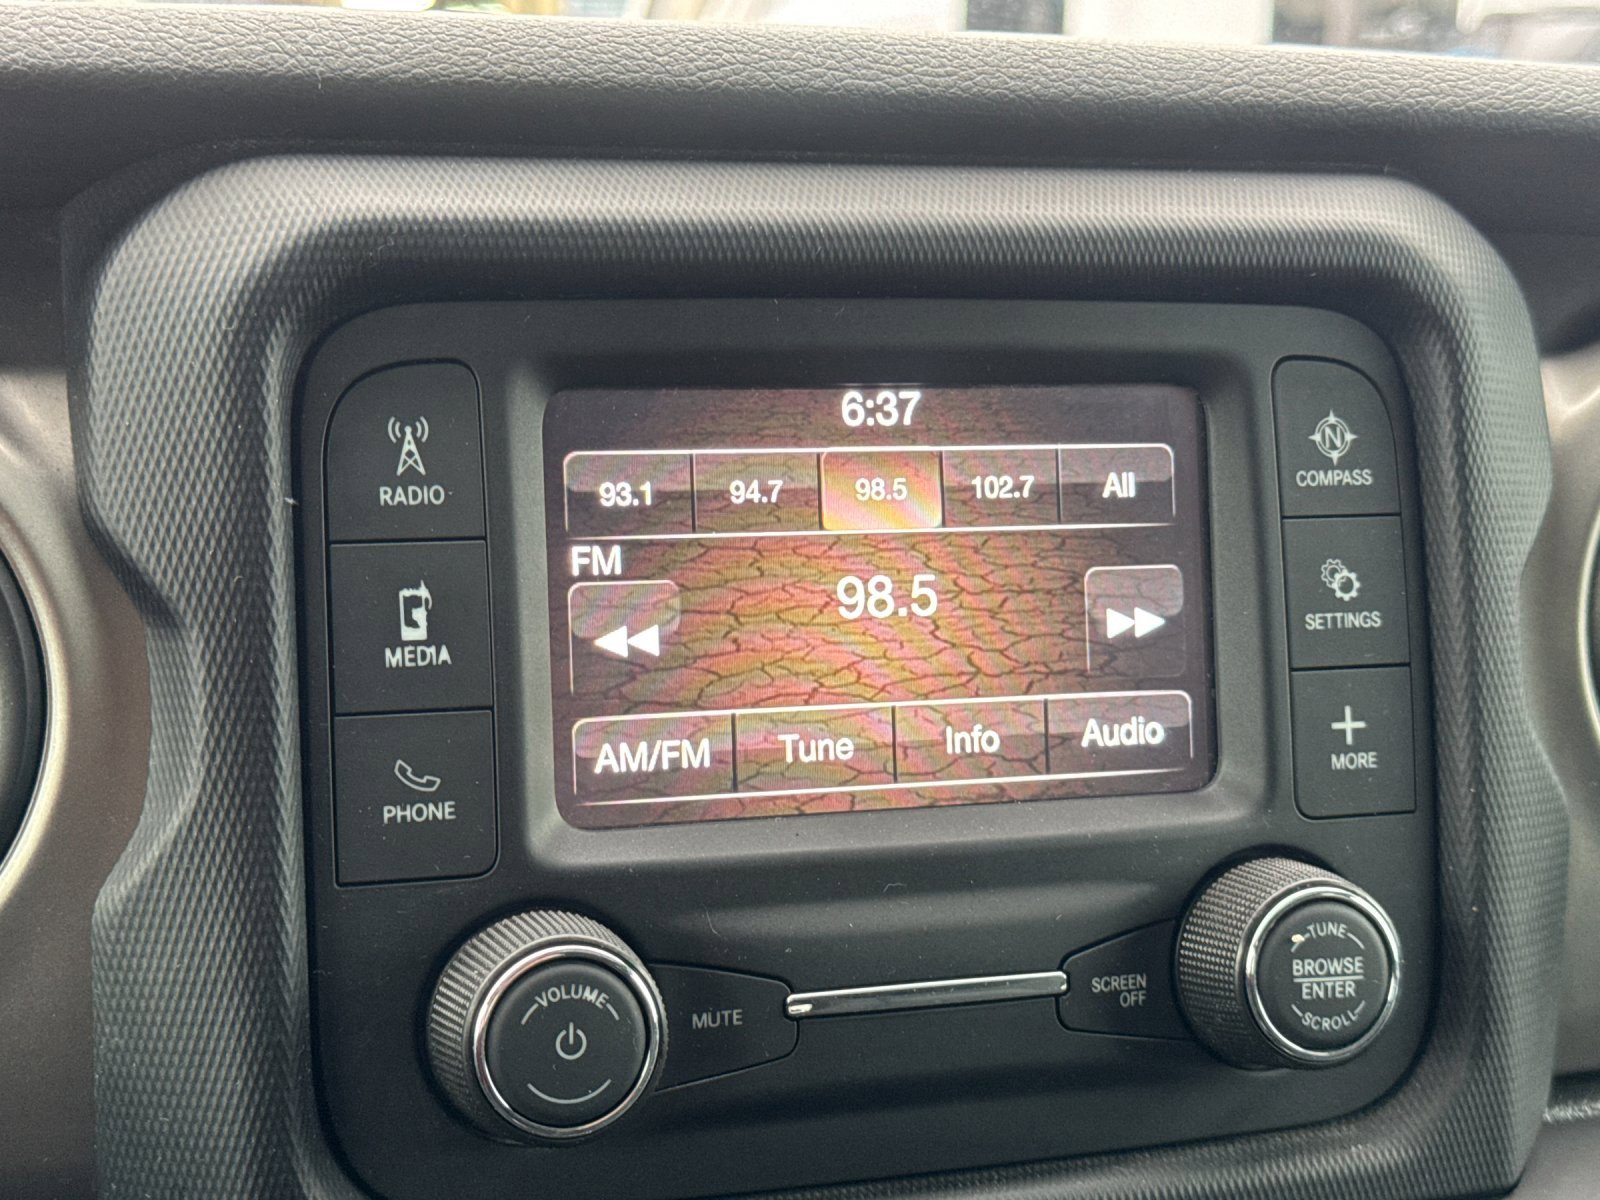 6:37
93.1 94.7 98.5 102.7 All
FM
98.5
AM/FM Tune Info Audio
RADIO
MEDIA
PHONE
N
COMPASS
SETTINGS
MORE
VOLUME
MUTE
SCREEN
OFF
TUNE
BROWSE
ENTER
SCROLL